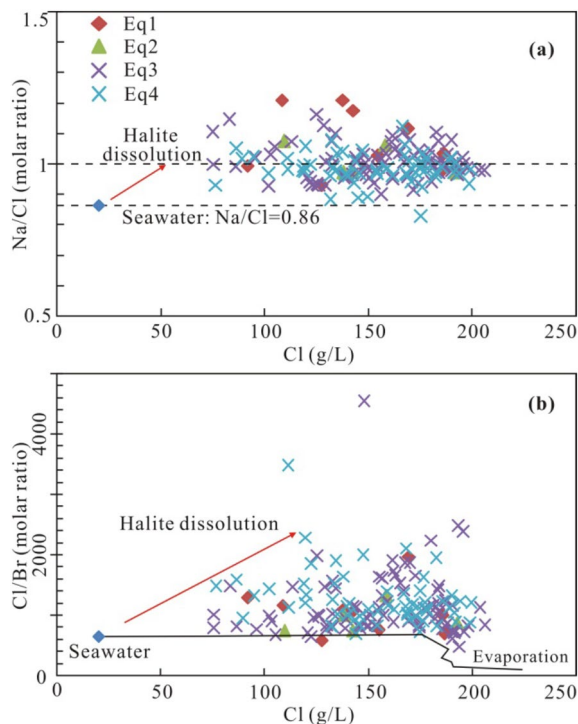 1.5
Eq1
(a)
Eq2
Eq3
Eq4
Halite
dissolution
1
Seawater: Na/Cl=0.86
0.5
Na/Cl (molar ratio)
0
50
100
150
200
250
Cl (g/L)
(b)
4000
Halite dissolution
2000
Seawater
Evaporation
0
Cl/Br (molar ratio)
0
50
100
150
200
250
Cl (g/L)